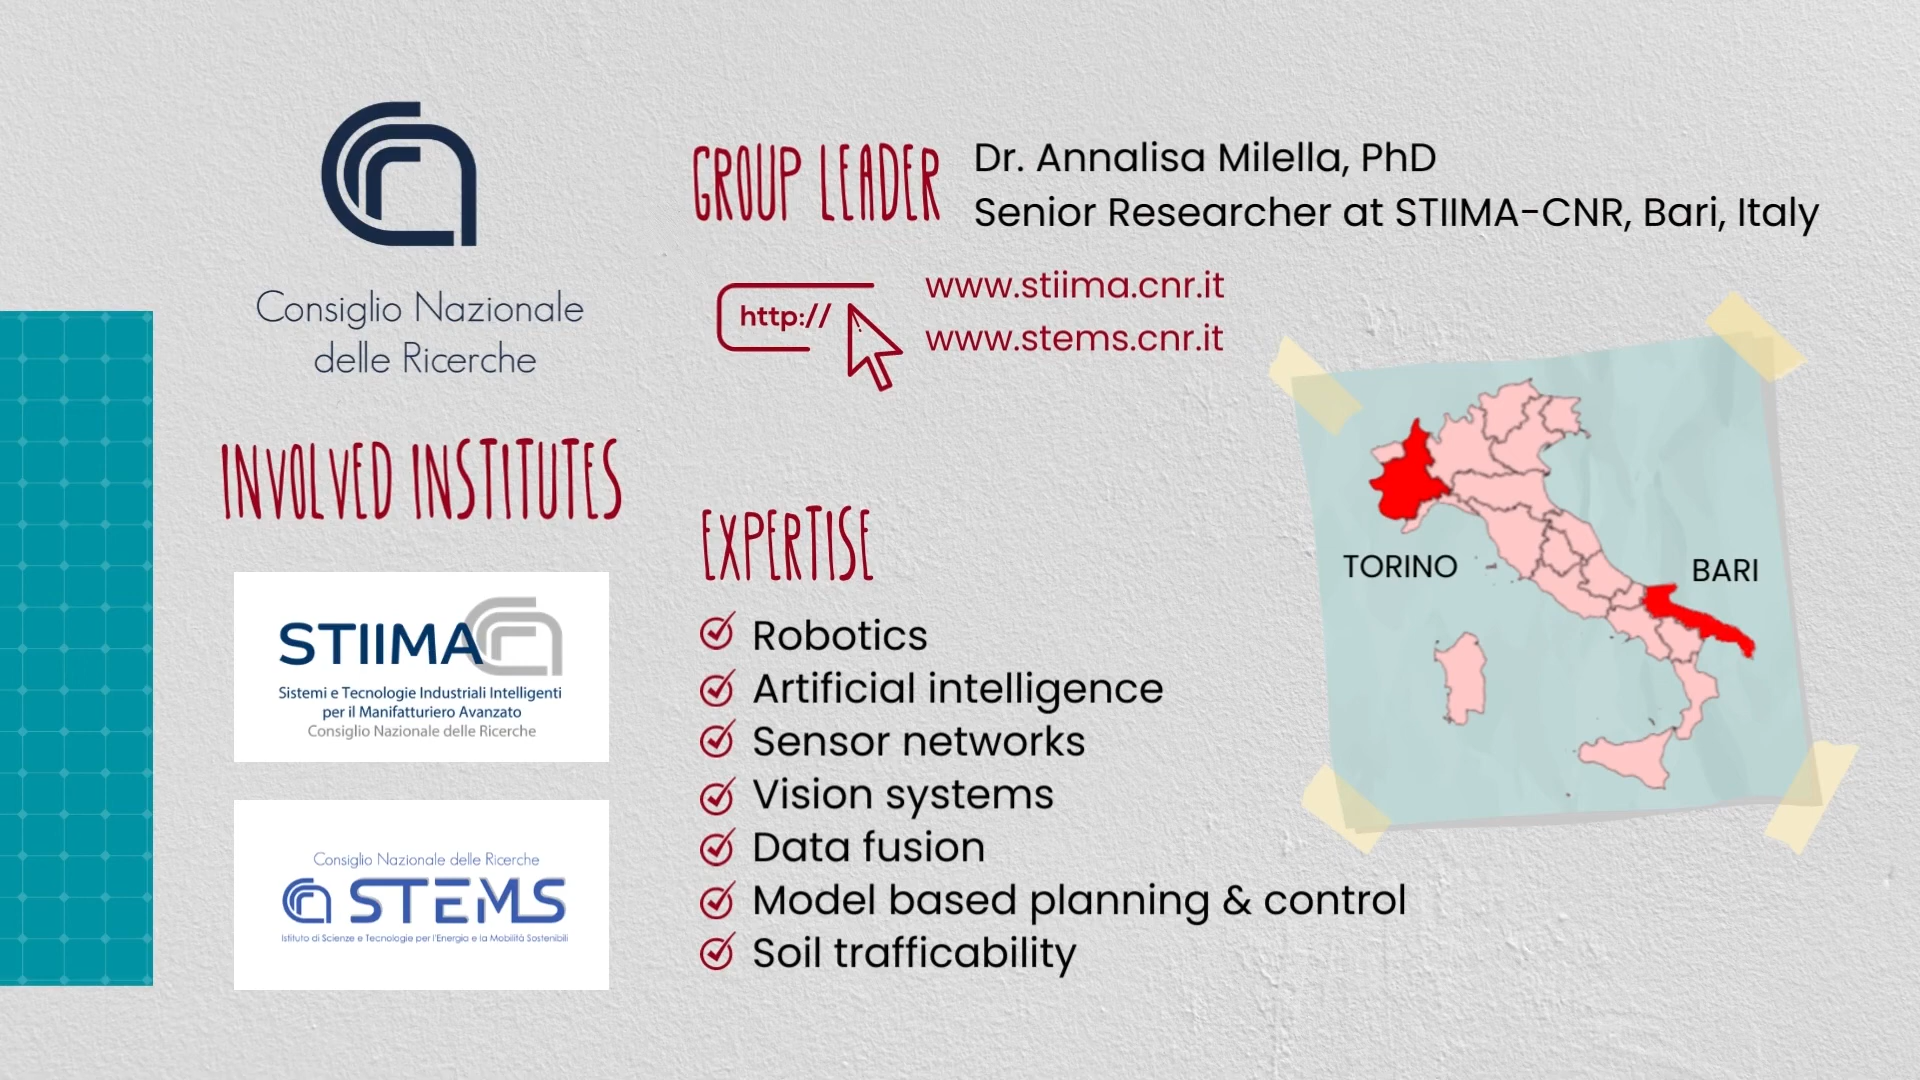 Consiglio Nazionale
delle Ricerche
GROUP LEADER
Dr. Annalisa Milella, PhD
Senior Researcher at STIIMA-CNR, Bari, Italy
http://
www.stiima.cnr.it
www.stems.cnr.it
INVOLVED INSTITUTES
STIIMA
Sistemi e Tecnologie Industriali Intelligenti
per il Manifatturiero Avanzato
Consiglio Nazionale delle Ricerche
Consiglio Nazionale delle Ricerche
STEMS
Istituto di Scienze e Tecnologie per l'Energia e la Mobilità Sostenibili
EXPERTISE
Robotics
Artificial intelligence
Sensor networks
Vision systems
Data fusion
Model based planning & control
Soil trafficability
TORINO
BARI